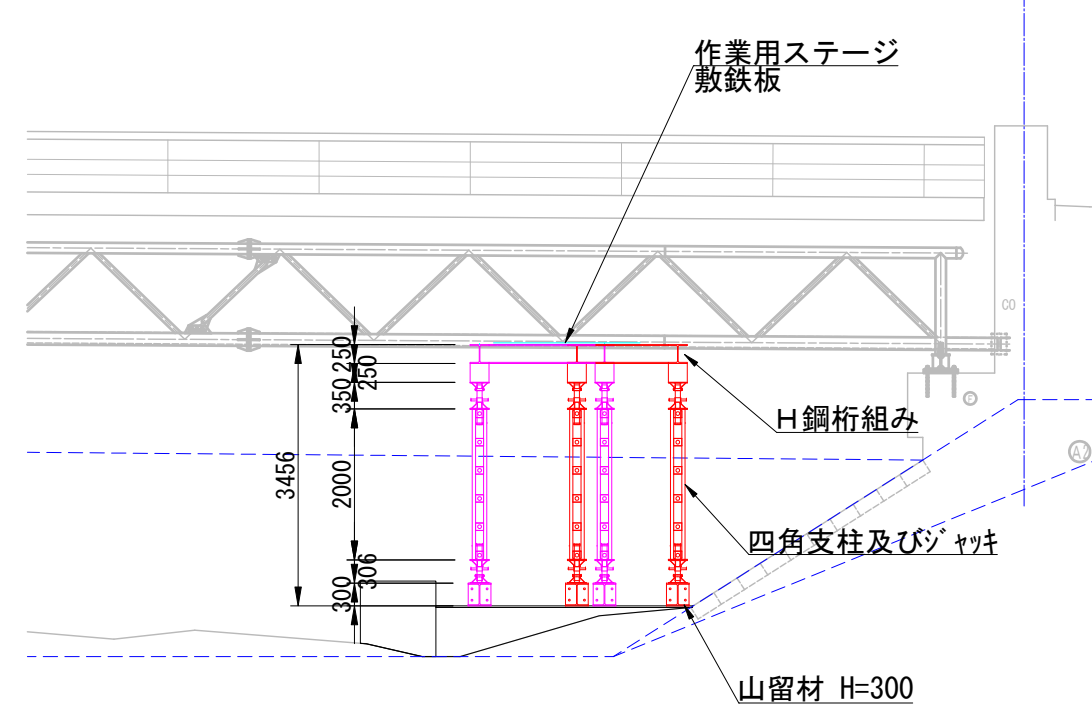 作業用ステージ
敷鉄板
CO
250
250
350
H鋼桁組み
F
A2
3456
2000
四角支柱及びジャッキ
306
300
山留材 H=300